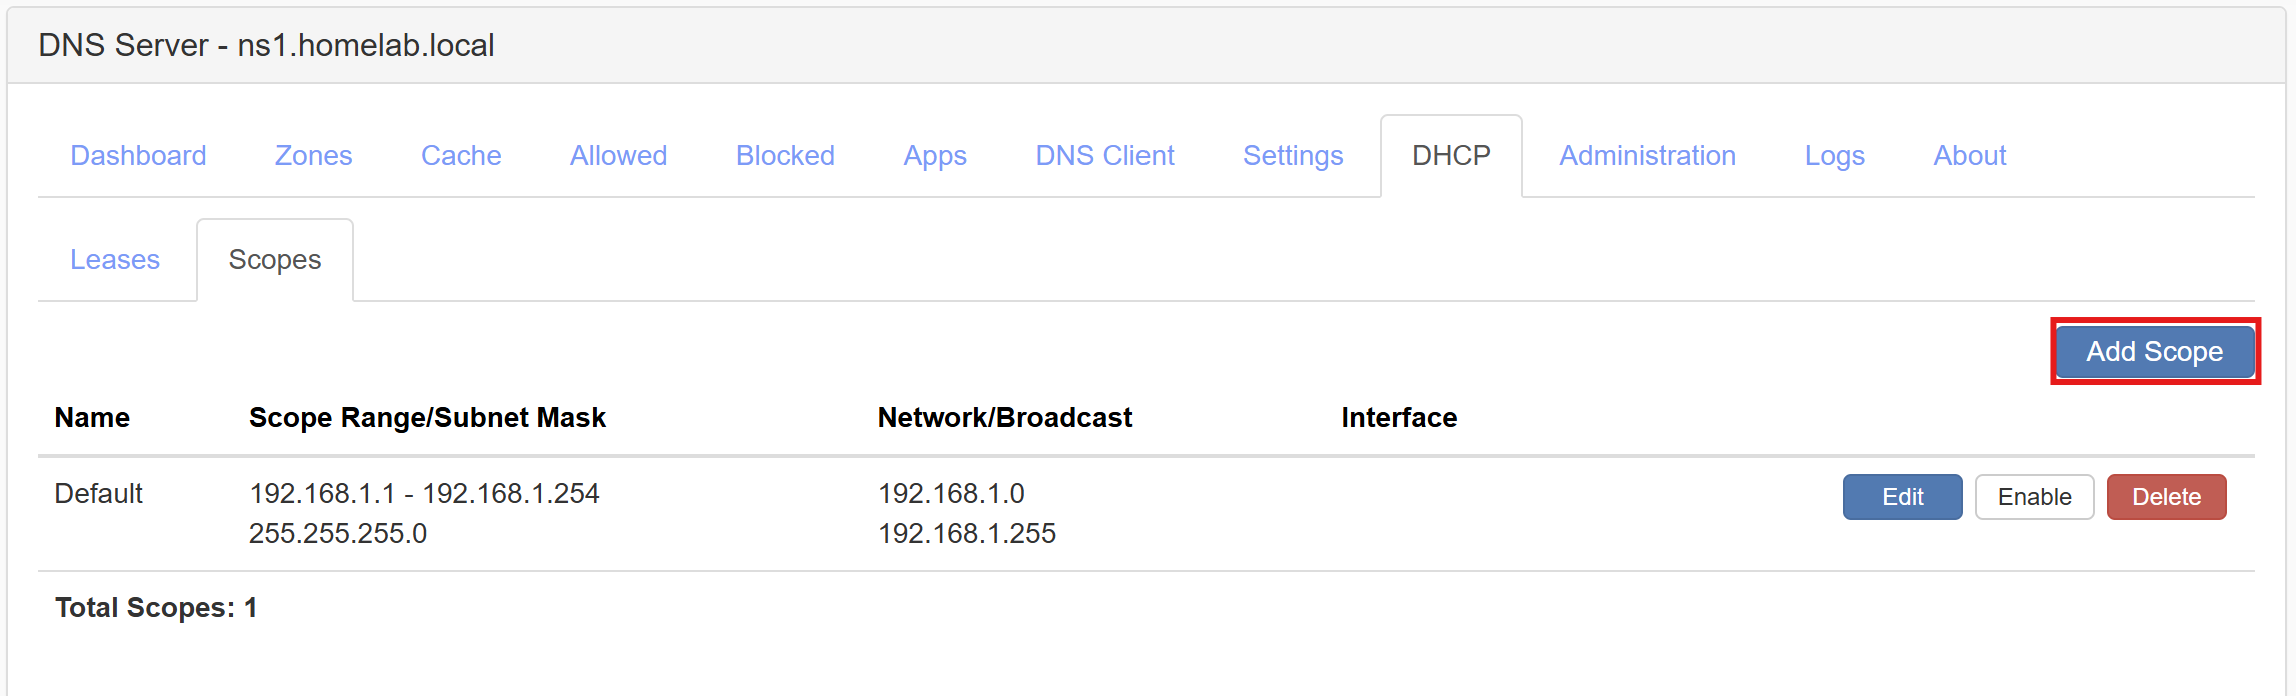 DNS Server - ns1.homelab.local
Dashboard Zones Cache Allowed Blocked Apps DNS Client Settings DHCP Administration Logs About
Leases Scopes
Add Scope
Name Scope Range/Subnet Mask Network/Broadcast Interface
Default 192.168.1.1 - 192.168.1.254 192.168.1.0 Edit Enable Delete
255.255.255.0 192.168.1.255
Total Scopes: 1